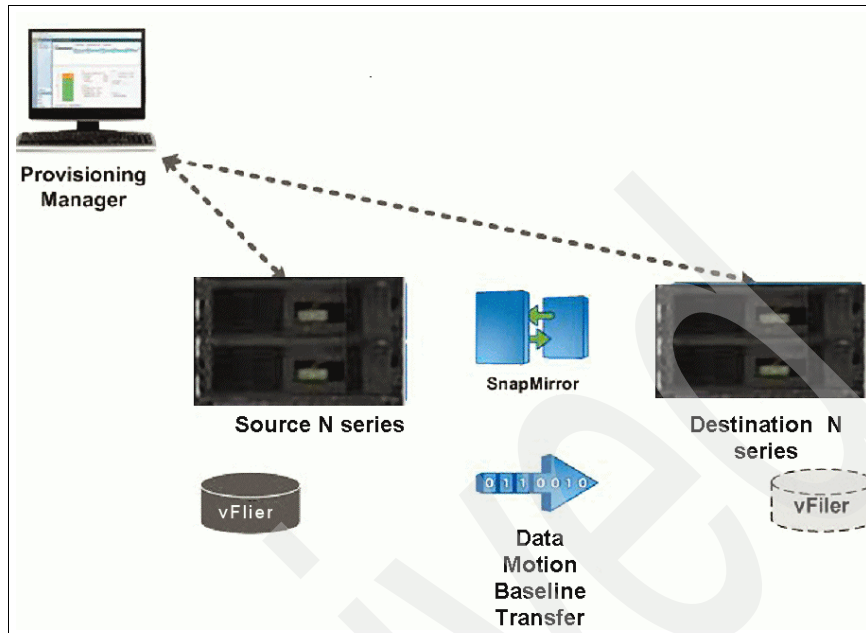 Provisioning
Manager
SnapMirror
Source N series
Destination N
series
vFlier
0 1 1 0 0 1 0
vFiler
Data
Motion
Baseline
Transfer